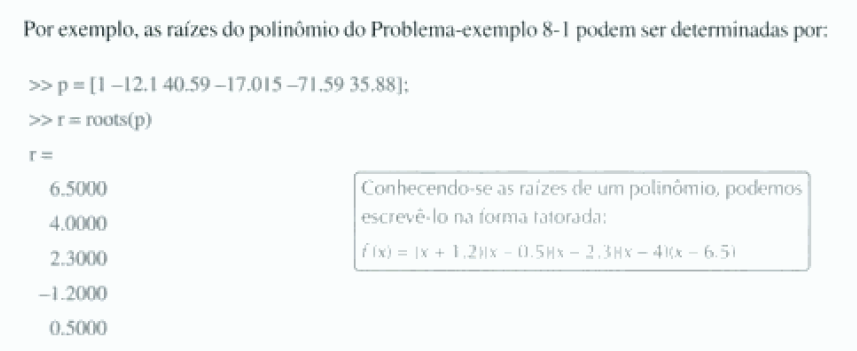 Por exemplo, as raízes do polinômio do Problema-exemplo 8-1 podem ser determinadas por:
>> p = [1 –12.1 40.59 –17.015 –71.59 35.88];
>> r = roots(p)
r =
6.5000
4.0000
2.3000
–1.2000
0.5000
Conhecendo-se as raízes de um polinômio, podemos
escrevê-lo na forma fatorada:
f (x) = (x + 1.2)(x – 0.5)(x – 2.3)(x – 4)(x – 6.5)